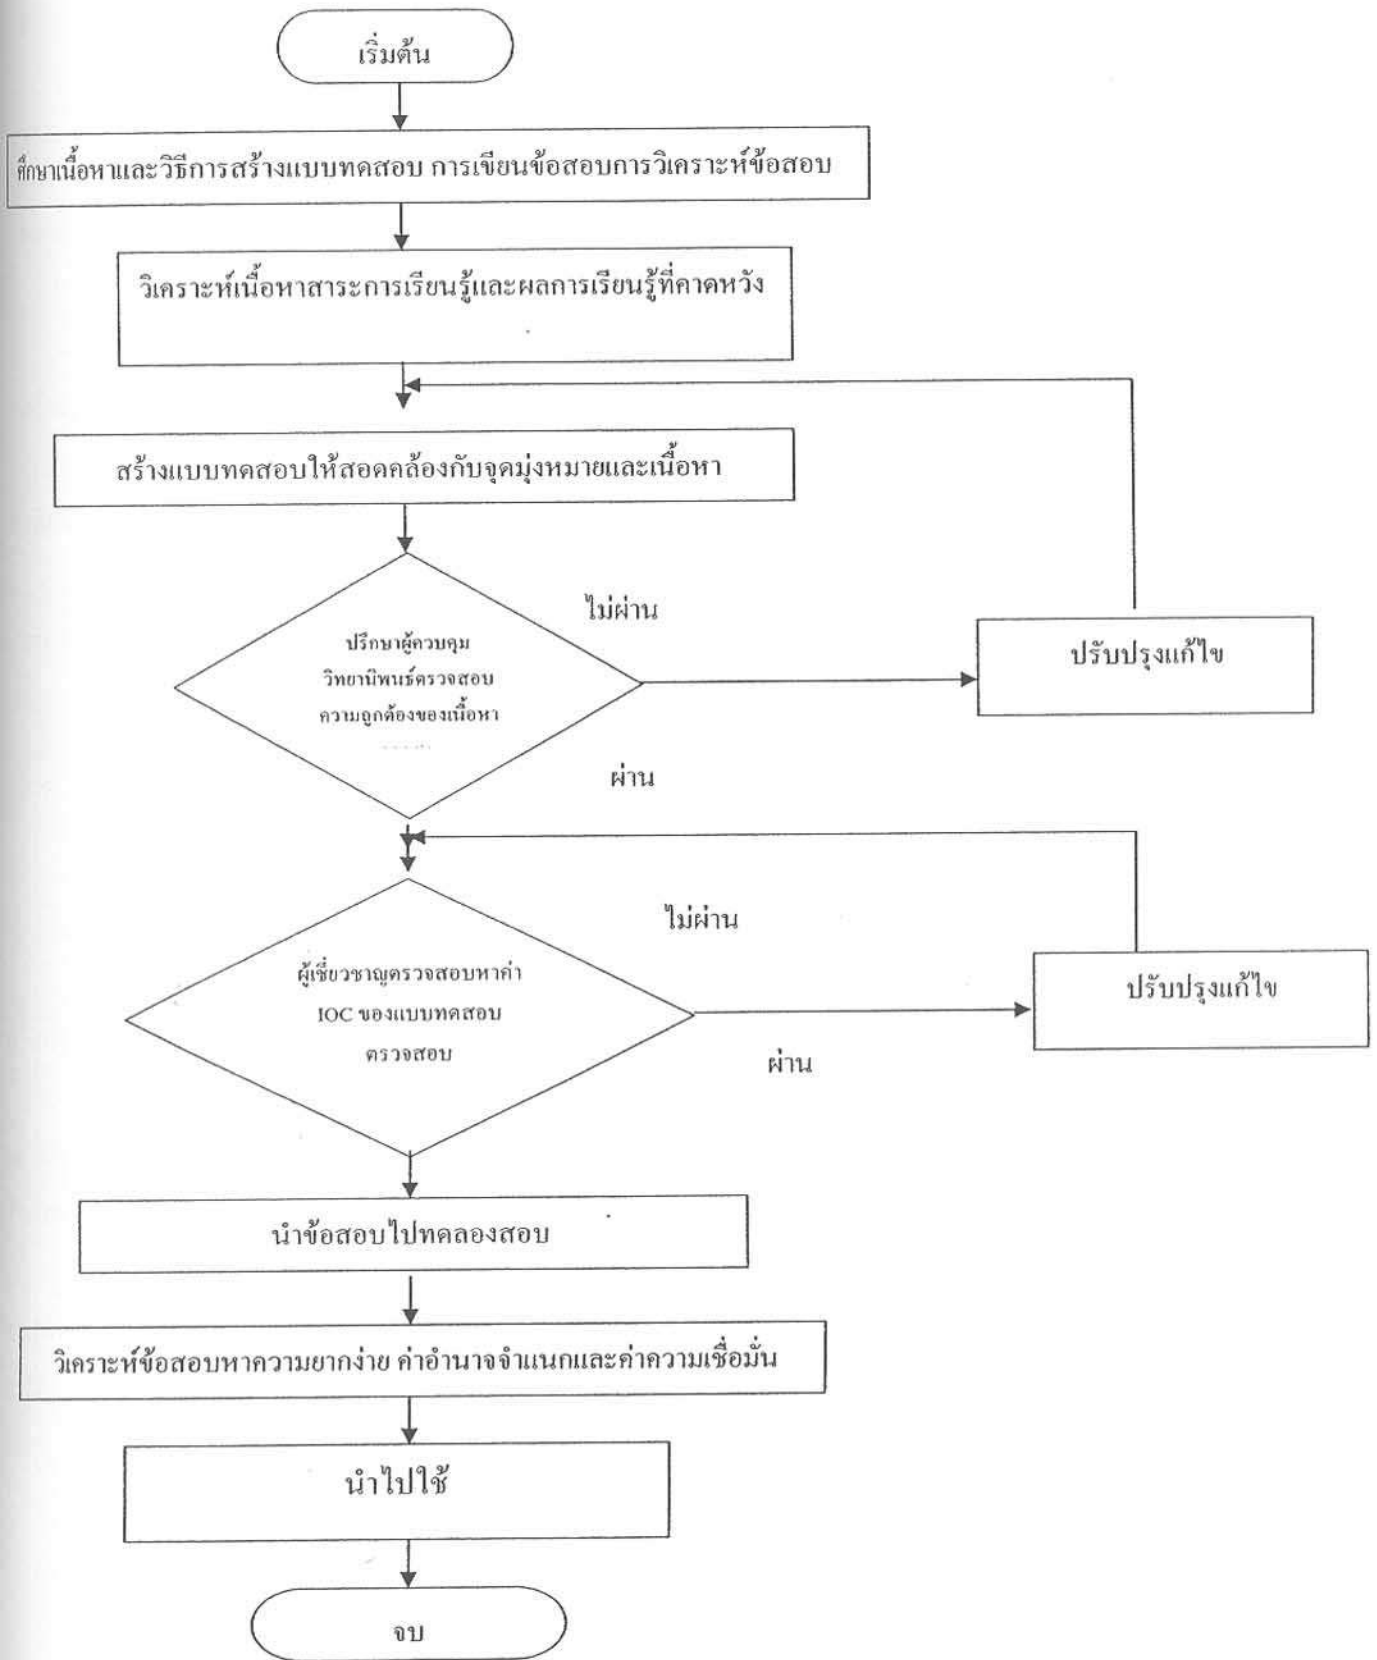 เริ่มต้น
ศึกษาเนื้อหาและวิธีการสร้างแบบทดสอบ การเขียนข้อสอบการวิเคราะห์ข้อสอบ
วิเคราะห์เนื้อหาสาระการเรียนรู้และผลการเรียนรู้ที่คาดหวัง
สร้างแบบทดสอบให้สอดคล้องกับจุดมุ่งหมายและเนื้อหา
ไม่ผ่าน
ปรึกษาผู้ควบคุม
วิทยานิพนธ์ตรวจสอบ
ความถูกต้องของเนื้อหา
ปรับปรุงแก้ไข
ผ่าน
ไม่ผ่าน
ผู้เชี่ยวชาญตรวจสอบหาค่า
IOC ของแบบทดสอบ
ตรวจสอบ
ปรับปรุงแก้ไข
ผ่าน
นำข้อสอบไปทดลองสอบ
วิเคราะห์ข้อสอบหาความยากง่าย ค่าอำนาจจำแนกและค่าความเชื่อมั่น
นำไปใช้
จบ